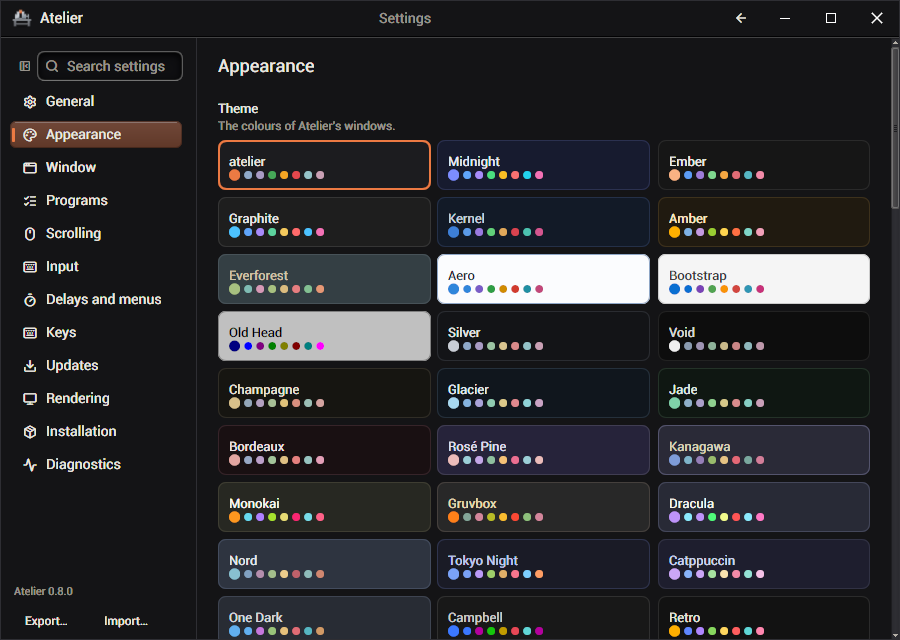 Atelier
Settings
Search settings
General
Appearance
Window
Programs
Scrolling
Input
Delays and menus
Keys
Updates
Rendering
Installation
Diagnostics
Atelier 0.8.0
Export...
Import...
Appearance
Theme
The colours of Atelier's windows.
atelier
Midnight
Ember
Graphite
Kernel
Amber
Everforest
Aero
Bootstrap
Old Head
Silver
Void
Champagne
Glacier
Jade
Bordeaux
Rosé Pine
Kanagawa
Monokai
Gruvbox
Dracula
Nord
Tokyo Night
Catppuccin
One Dark
Campbell
Retro